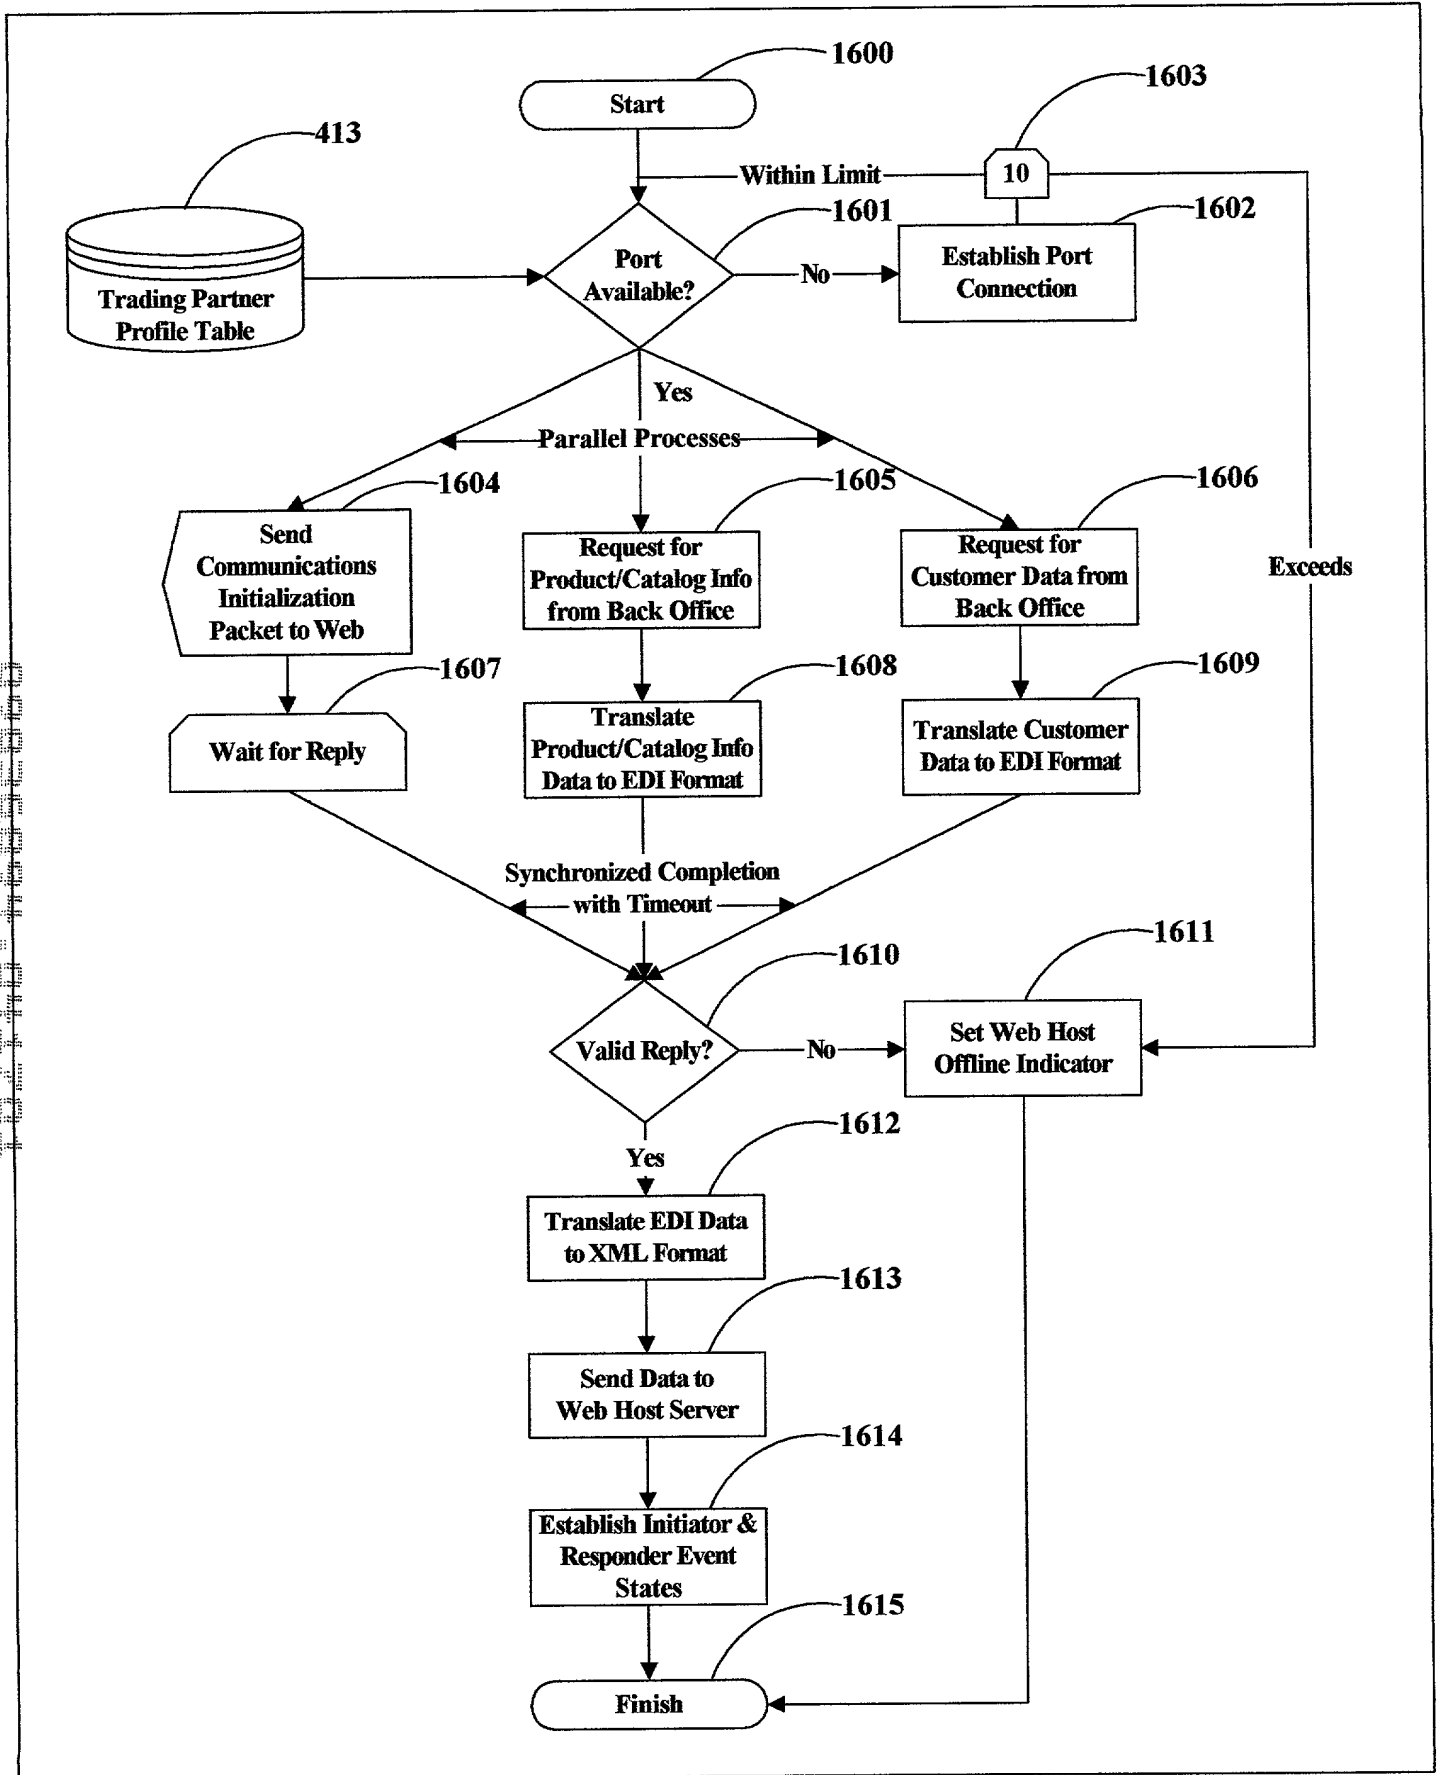 1600
Start
1603
413
Within Limit
10
1601
1602
Port
Available?
No
Establish Port
Connection
Trading Partner
Profile Table
Yes
Parallel Processes
1604
1605
1606
Send
Communications
Initialization
Packet to Web
Request for
Product/Catalog Info
from Back Office
Request for
Customer Data from
Back Office
Exceeds
1607
1608
1609
Wait for Reply
Translate
Product/Catalog Info
Data to EDI Format
Translate Customer
Data to EDI Format
Synchronized Completion
with Timeout
1610
1611
Valid Reply?
No
Set Web Host
Offline Indicator
1612
Yes
Translate EDI Data
to XML Format
1613
Send Data to
Web Host Server
1614
Establish Initiator &
Responder Event
States
1615
Finish